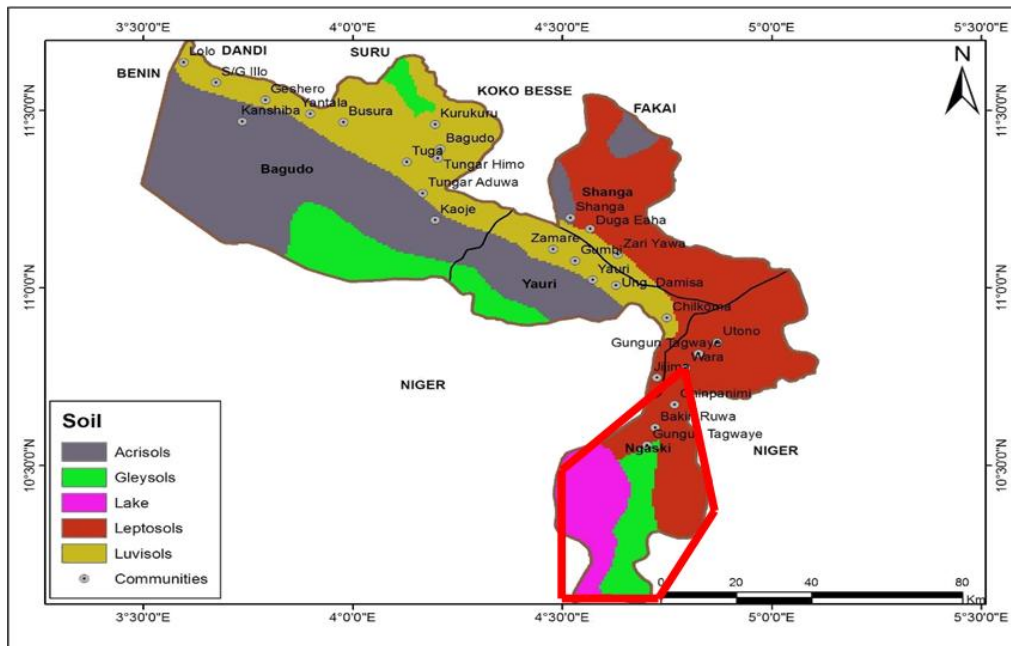 3°30'0"E 4°0'0"E 4°30'0"E 5°0'0"E 5°30'0"E
N
DANDI SURU
Lolo
BENIN S/G Illo
Geshero KOKO BESSE
Yantala FAKAI
Kanshiba Busura Kurukuru
11°30'0"N 11°30'0"N
Bagudo
Tuga
Bagudo Tungar Himo
Tungar Aduwa Shanga
Kaoje Shanga
Duga Eaha
Zamare Zari Yawa
Gumbi
Yauri
Yauri Ung. Damisa
11°0'0"N 11°0'0"N
Chilkoma
Utono
Gungun Tagwaye
Wara
Jijima
NIGER
Chinpanimi
Bakin Ruwa
Gungun Tagwaye
Ngaski NIGER
10°30'0"N 10°30'0"N
Soil
Acrisols
Gleysols
Lake
Leptosols
Luvisols
Communities
0 20 40 80
Km
3°30'0"E 4°0'0"E 4°30'0"E 5°0'0"E 5°30'0"E